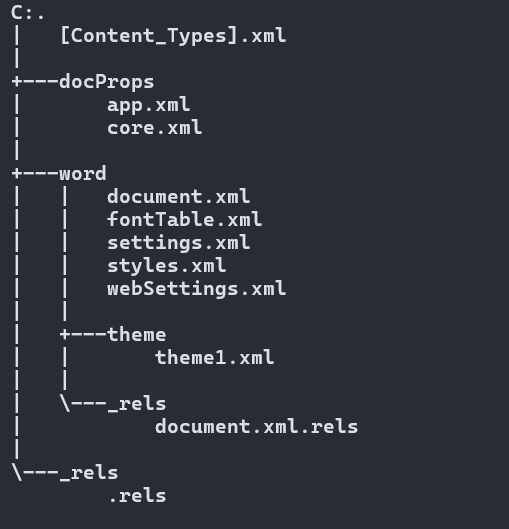 C:.
|   [Content_Types].xml
|
+---docProps
|       app.xml
|       core.xml
|
+---word
|   |   document.xml
|   |   fontTable.xml
|   |   settings.xml
|   |   styles.xml
|   |   webSettings.xml
|   |
|   +---theme
|   |       theme1.xml
|   |
|   \---_rels
|           document.xml.rels
|
\---_rels
        .rels